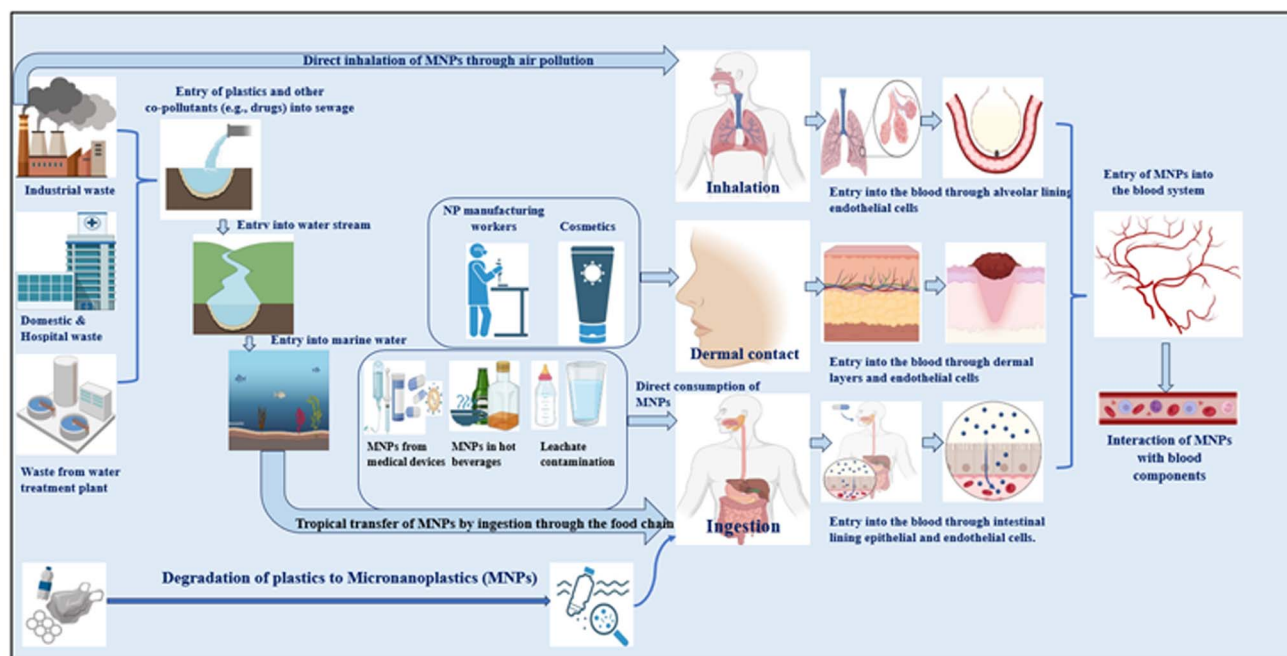 Direct inhalation of MNPs through air pollution
Entry of plastics and other
co-pollutants (e.g., drugs) into sewage
Industrial waste
Inhalation
Entry into the blood through alveolar lining
endothelial cells
Entry of MNPs into
the blood system
Entry into water stream
NP manufacturing
workers
Cosmetics
Domestic &
Hospital waste
Entry into marine water
Dermal contact
Entry into the blood through dermal
layers and endothelial cells
Direct consumption of
MNPs
MNPs from
medical devices
MNPs in hot
beverages
Leachate
contamination
Interaction of MNPs
with blood
components
Waste from water
treatment plant
Tropical transfer of MNPs by ingestion through the food chain
Ingestion
Entry into the blood through intestinal
lining epithelial and endothelial cells.
Degradation of plastics to Micronanoplastics (MNPs)